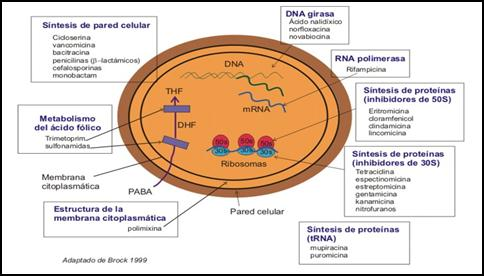 Síntesis de pared celular
Cicloserina
vancomicina
bacitracina
penicilinas (β-lactámicos)
cefalosporinas
monobactam
DNA girasa
Ácido nalidíxico
norfloxacina
novabiocina
RNA polimerasa
Rifampicina
DNA
THF
mRNA
DHF
Metabolismo
del ácido fólico
Trimetoprim
sulfonamidas
Síntesis de proteínas
(inhibidores de 50S)
Eritromicina
cloramfenicol
clindamicina
lincomicina
50s
50s
50s
30s
30s
30s
Ribosomas
Membrana
citoplasmática
PABA
Síntesis de proteínas
(inhibidores de 30S)
Tetracidina
espectinomicina
estreptomicina
gentamicina
kanamicina
nitrofuranos
Estructura de la
membrana citoplasmática
polimixina
Pared celular
Síntesis de proteínas
(tRNA)
mupiracina
puromicina
Adaptado de Brock 1999